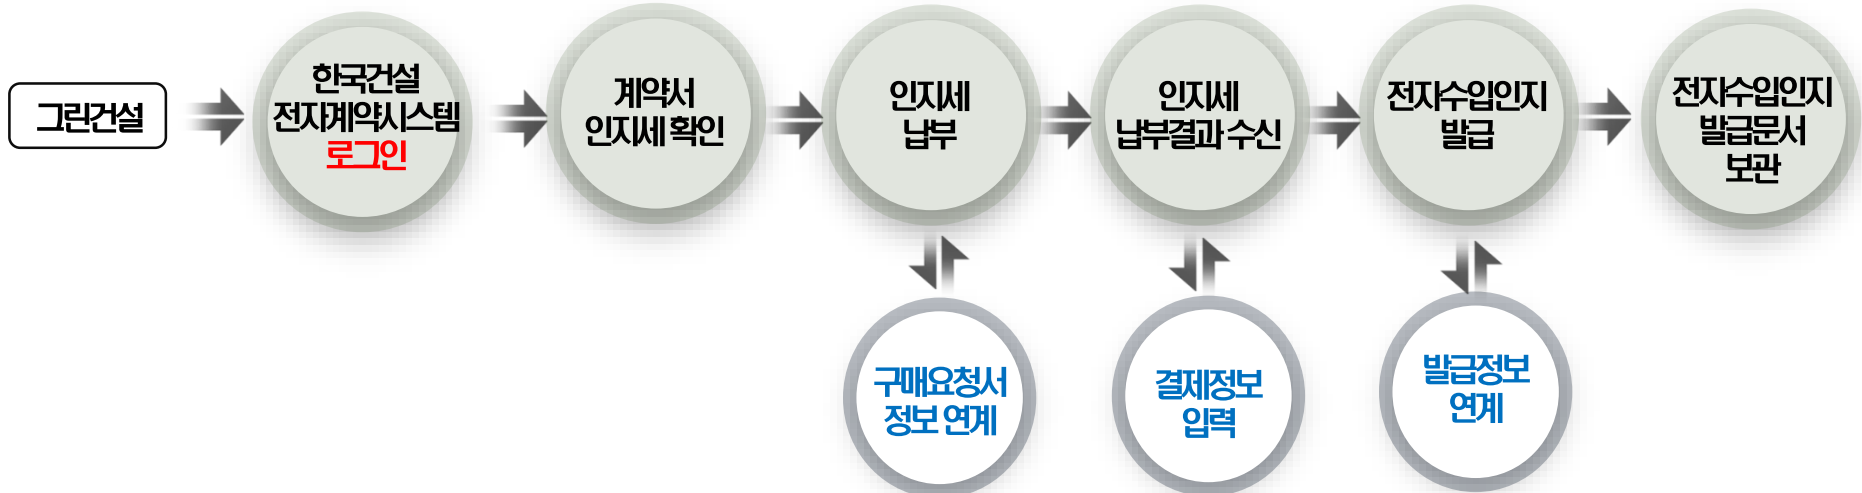 그린건설
한국건설
전자계약시스템
로그인
계약서
인지세 확인
인지세
납부
인지세
납부결과 수신
전자수입인지
발급
전자수입인지
발급문서
보관
구매요청서
정보 연계
결제정보
입력
발급정보
연계